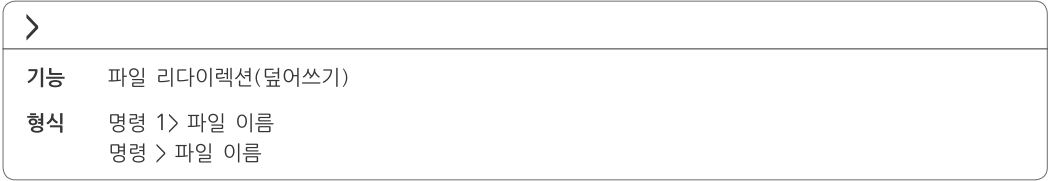 >
기능 파일 리다이렉션(덮어쓰기)
형식 명령 1> 파일 이름
명령 > 파일 이름